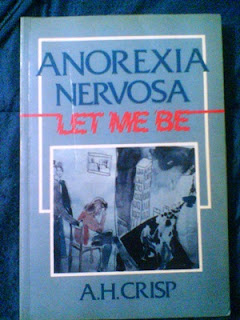 ANOREXIA
NERVOSA
LET ME BE
A.H.CRISP